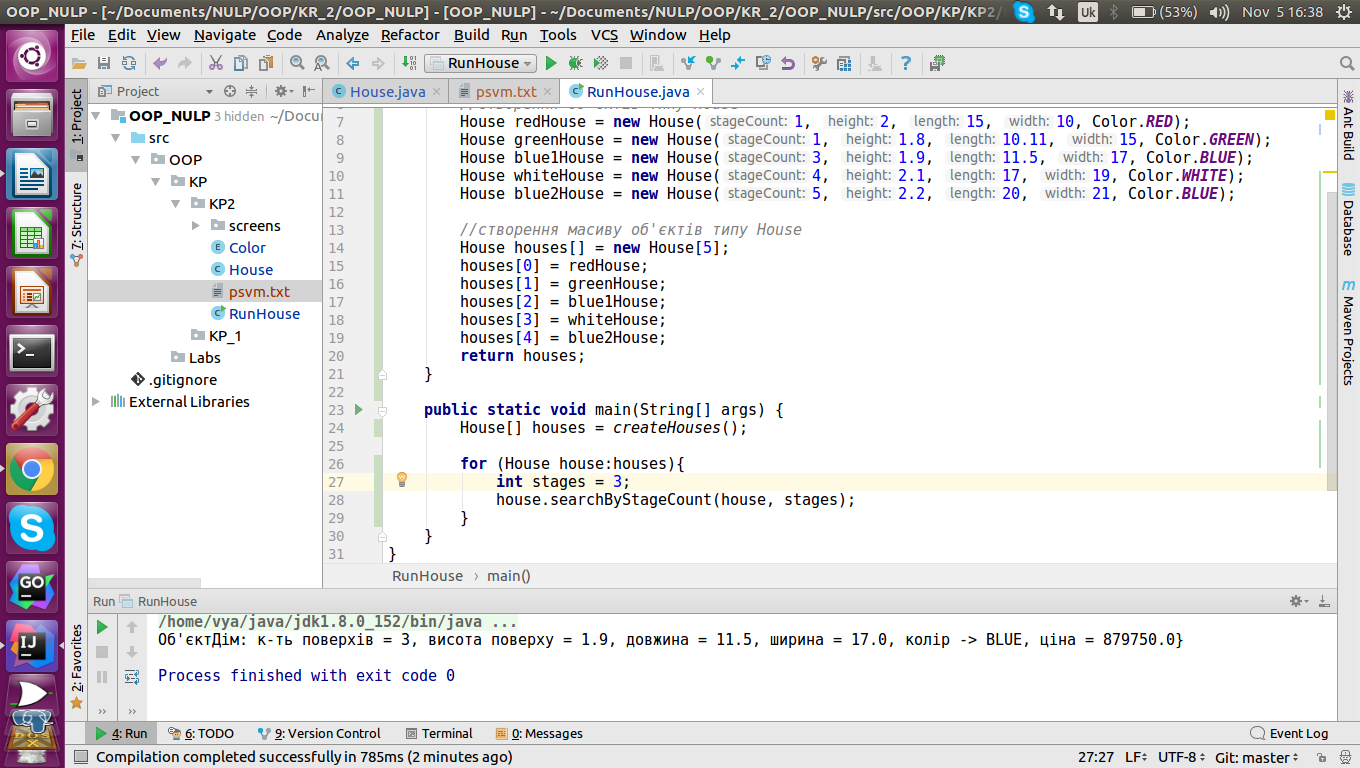 OOP_NULP - [~/Documents/NULP/OOP/KR_2/OOP_NULP] - [OOP_NULP] - ~/Documents/NULP/OOP/KR_2/OOP_NULP/src/OOP/KP/KP2/
Uk (53%) Nov 5 16:38
File Edit View Navigate Code Analyze Refactor Build Run Tools VCS Window Help
RunHouse
Project
House.java psvm.txt RunHouse.java
1: Project
7: Structure
2: Favorites
OOP_NULP 3 hidden ~/Docum
src
OOP
KP
KP2
screens
Color
House
psvm.txt
RunHouse
KP_1
Labs
.gitignore
External Libraries
7 House redHouse = new House( stageCount: 1, height: 2, length: 15, width: 10, Color.RED);
8 House greenHouse = new House( stageCount: 1, height: 1.8, length: 10.11, width: 15, Color.GREEN);
9 House blue1House = new House( stageCount: 3, height: 1.9, length: 11.5, width: 17, Color.BLUE);
10 House whiteHouse = new House( stageCount: 4, height: 2.1, length: 17, width: 19, Color.WHITE);
11 House blue2House = new House( stageCount: 5, height: 2.2, length: 20, width: 21, Color.BLUE);
12
13 //створення масиву об'єктів типу House
14 House houses[] = new House[5];
15 houses[0] = redHouse;
16 houses[1] = greenHouse;
17 houses[2] = blue1House;
18 houses[3] = whiteHouse;
19 houses[4] = blue2House;
20 return houses;
21 }
22
23 public static void main(String[] args) {
24 House[] houses = createHouses();
25
26 for (House house:houses){
27 int stages = 3;
28 house.searchByStageCount(house, stages);
29 }
30 }
31 }
RunHouse › main()
Ant Build
Database
Maven Projects
Run RunHouse
/home/vya/java/jdk1.8.0_152/bin/java ...
Об'єктДім: к-ть поверхів = 3, висота поверху = 1.9, довжина = 11.5, ширина = 17.0, колір -> BLUE, ціна = 879750.0}
Process finished with exit code 0
4: Run 6: TODO 9: Version Control Terminal 0: Messages Event Log
Compilation completed successfully in 785ms (2 minutes ago) 27:27 LF UTF-8 Git: master